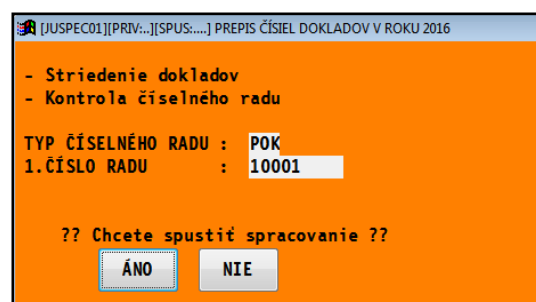 [JUSPEC01][PRIV:..][SPUS:....] PREPIS ČÍSIEL DOKLADOV V ROKU 2016
- Striedenie dokladov
- Kontrola číselného radu
TYP ČÍSELNÉHO RADU : POK
1.ČÍSLO RADU : 10001
?? Chcete spustiť spracovanie ??
ÁNO NIE